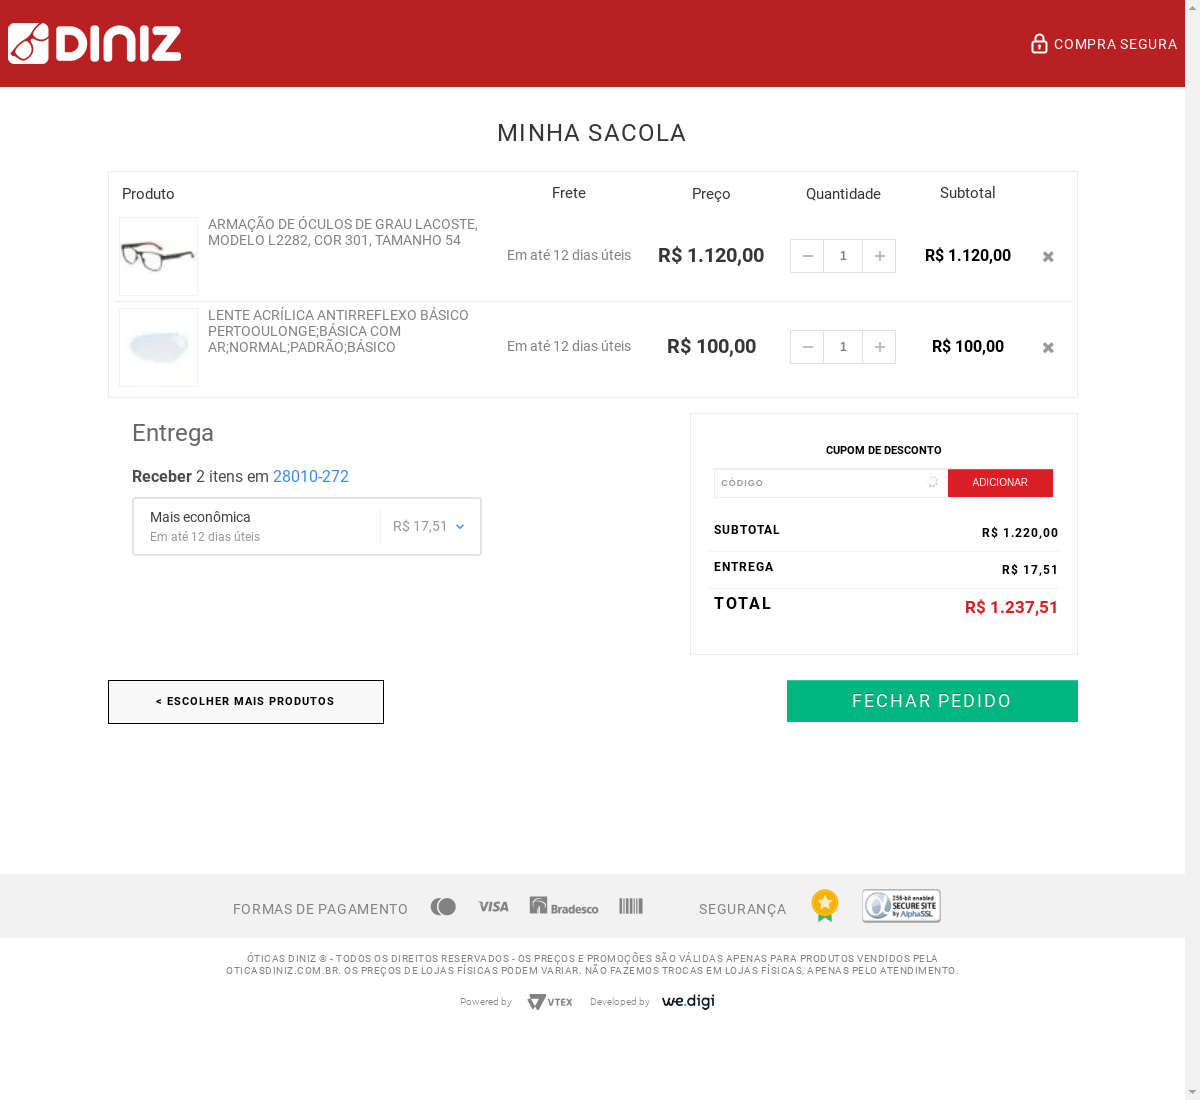 DINIZ
COMPRA SEGURA
MINHA SACOLA
Produto Frete Preço Quantidade Subtotal
ARMAÇÃO DE ÓCULOS DE GRAU LACOSTE,
MODELO L2282, COR 301, TAMANHO 54
Em até 12 dias úteis R$ 1.120,00 1 R$ 1.120,00
LENTE ACRÍLICA ANTIRREFLEXO BÁSICO
PERTOOULONGE;BÁSICA COM
AR;NORMAL;PADRÃO;BÁSICO
Em até 12 dias úteis R$ 100,00 1 R$ 100,00
Entrega
Receber 2 itens em 28010-272
Mais econômica
Em até 12 dias úteis
R$ 17,51
CUPOM DE DESCONTO
CÓDIGO ADICIONAR
SUBTOTAL R$ 1.220,00
ENTREGA R$ 17,51
TOTAL R$ 1.237,51
< ESCOLHER MAIS PRODUTOS
FECHAR PEDIDO
FORMAS DE PAGAMENTO VISA Bradesco SEGURANÇA
256-bit enabled
SECURE SITE
by AlphaSSL
ÓTICAS DINIZ ® - TODOS OS DIREITOS RESERVADOS - OS PREÇOS E PROMOÇÕES SÃO VÁLIDAS APENAS PARA PRODUTOS VENDIDOS PELA
OTICASDINIZ.COM.BR. OS PREÇOS DE LOJAS FÍSICAS PODEM VARIAR. NÃO FAZEMOS TROCAS EM LOJAS FÍSICAS, APENAS PELO ATENDIMENTO.
Powered by VTEX Developed by we.digi